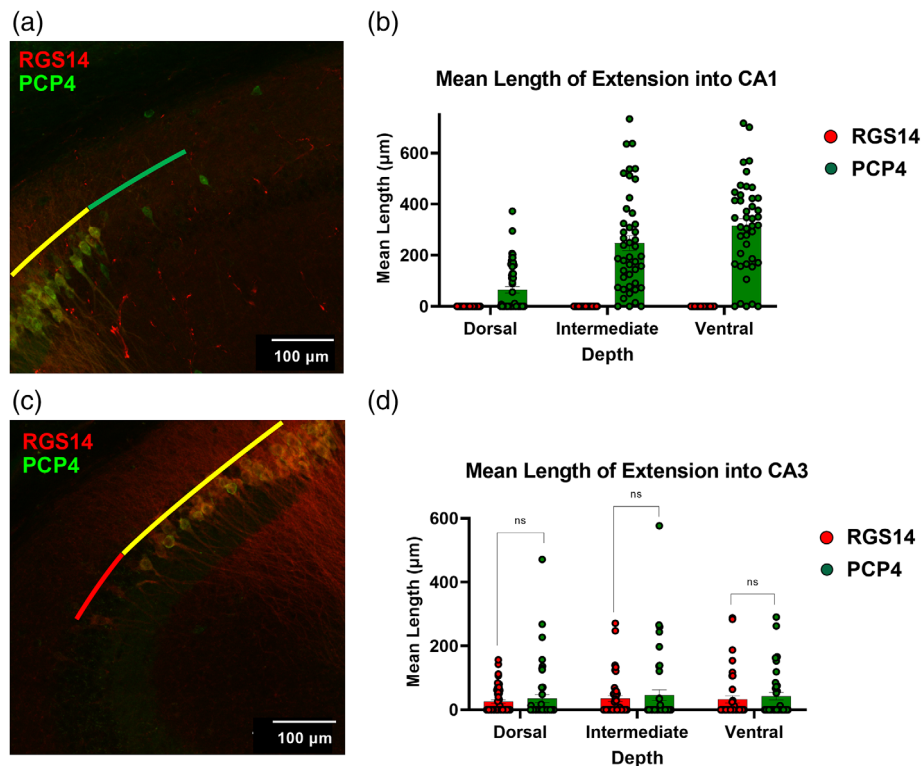 (a)
RGS14
PCP4
100 µm
(b)
Mean Length of Extension into CA1
Mean Length (µm)
600
400
200
0
Dorsal
Intermediate
Ventral
Depth
RGS14
PCP4
(c)
RGS14
PCP4
100 µm
(d)
Mean Length of Extension into CA3
Mean Length (µm)
600
400
200
0
ns
ns
ns
Dorsal
Intermediate
Ventral
Depth
RGS14
PCP4